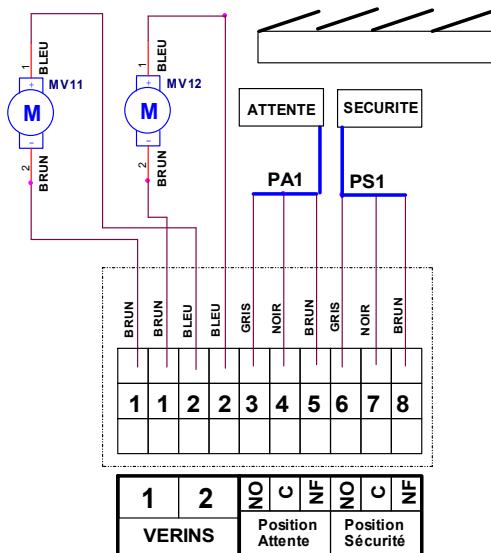 BLEU
BLEU
1
1
+
+
MV11
MV12
M
M
-
-
2
2
BRUN
BRUN
ATTENTE
SECURITE
PA1
PS1
BRUN
BRUN
BLEU
BLEU
GRIS
NOIR
BRUN
GRIS
NOIR
BRUN
1 1 2 2 3 4 5 6 7 8
1 2 NO C NF NO C NF
VERINS
Position
Attente
Position
Sécurité